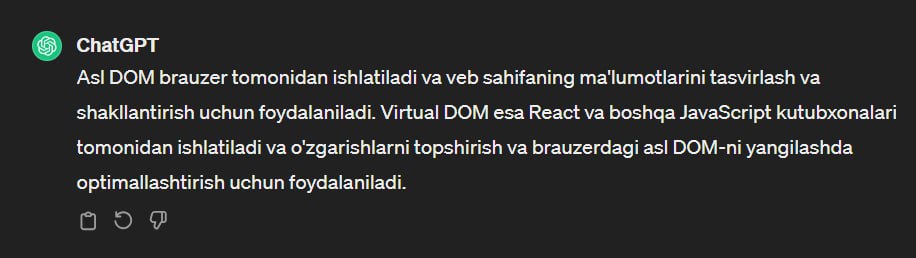 ChatGPT
Asl DOM brauzer tomonidan ishlatiladi va veb sahifaning ma'lumotlarini tasvirlash va
shakllantirish uchun foydalaniladi. Virtual DOM esa React va boshqa JavaScript kutubxonalari
tomonidan ishlatiladi va o'zgarishlarni topshirish va brauzerdagi asl DOM-ni yangilashda
optimallashtirish uchun foydalaniladi.